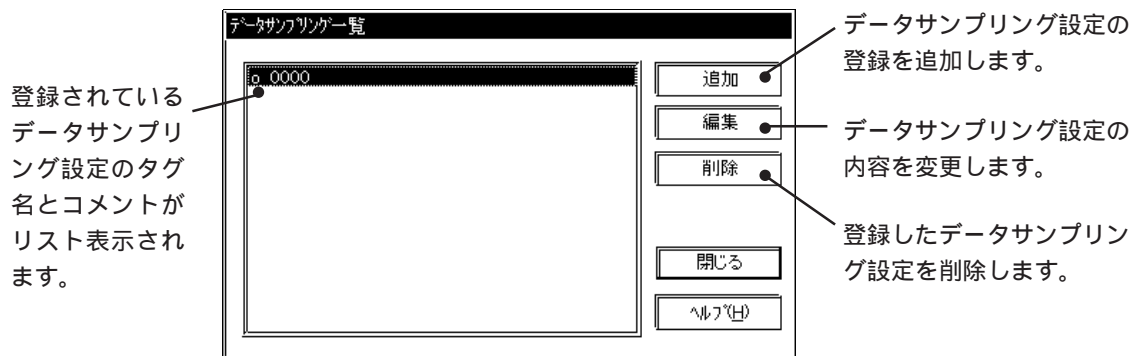 データサンプリング一覧
o_0000
追加
編集
削除
閉じる
ヘルプ(H)
登録されている
データサンプリ
ング設定のタグ
名とコメントが
リスト表示され
ます。
データサンプリング設定の
登録を追加します。
データサンプリング設定の
内容を変更します。
登録したデータサンプリン
グ設定を削除します。